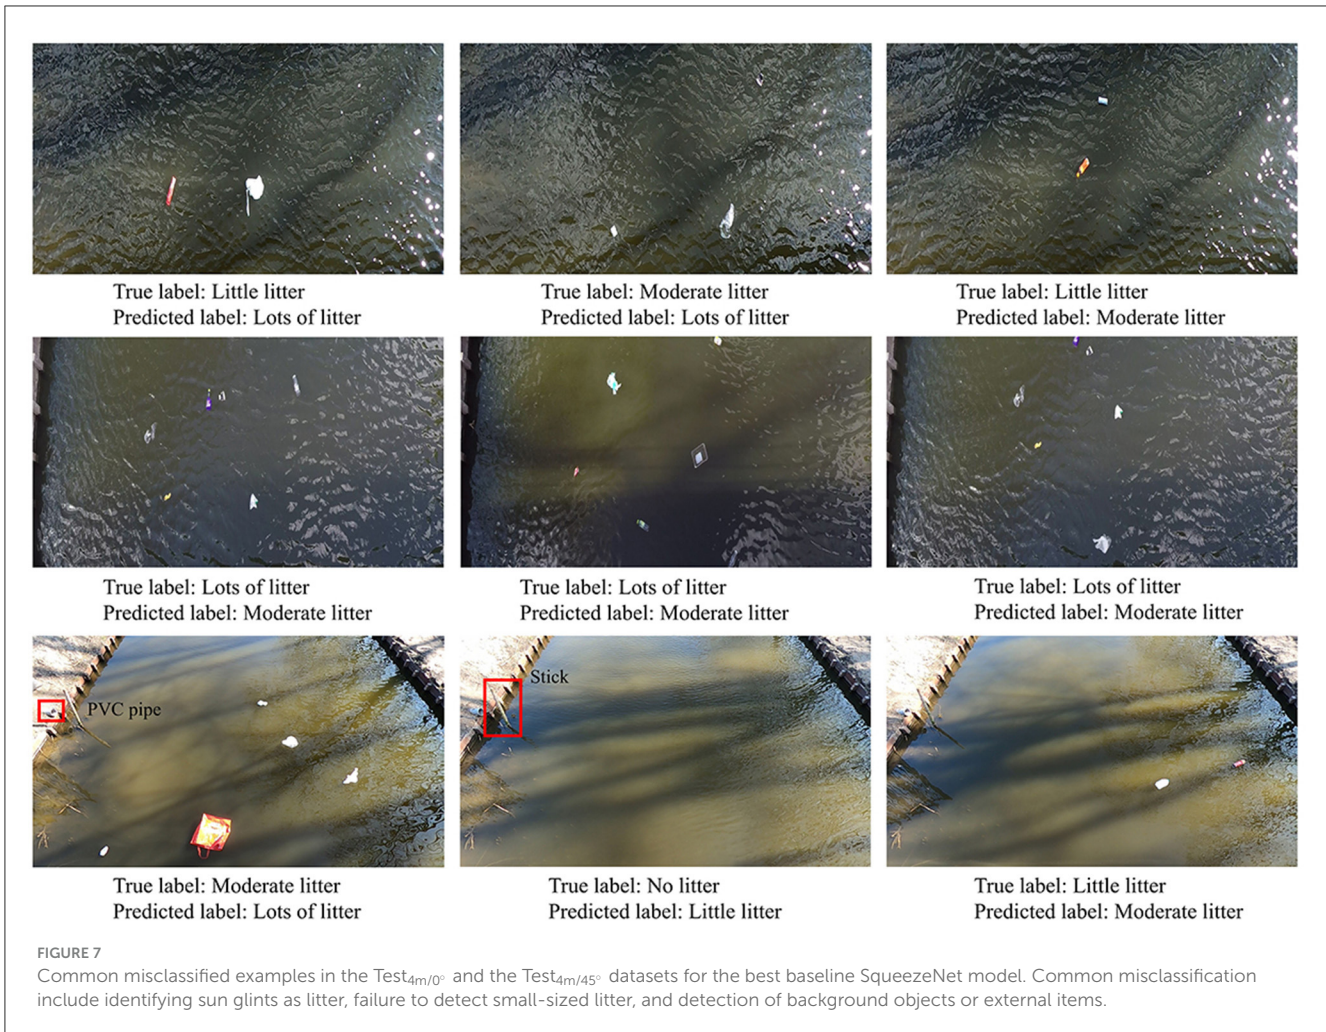 True label: Little litter
Predicted label: Lots of litter
True label: Moderate litter
Predicted label: Lots of litter
True label: Little litter
Predicted label: Moderate litter
True label: Lots of litter
Predicted label: Moderate litter
True label: Lots of litter
Predicted label: Moderate litter
True label: Lots of litter
Predicted label: Moderate litter
PVC pipe
Stick
True label: Moderate litter
Predicted label: Lots of litter
True label: No litter
Predicted label: Little litter
True label: Little litter
Predicted label: Moderate litter
FIGURE 7
Common misclassified examples in the Test4m/0° and the Test4m/45° datasets for the best baseline SqueezeNet model. Common misclassification
include identifying sun glints as litter, failure to detect small-sized litter, and detection of background objects or external items.